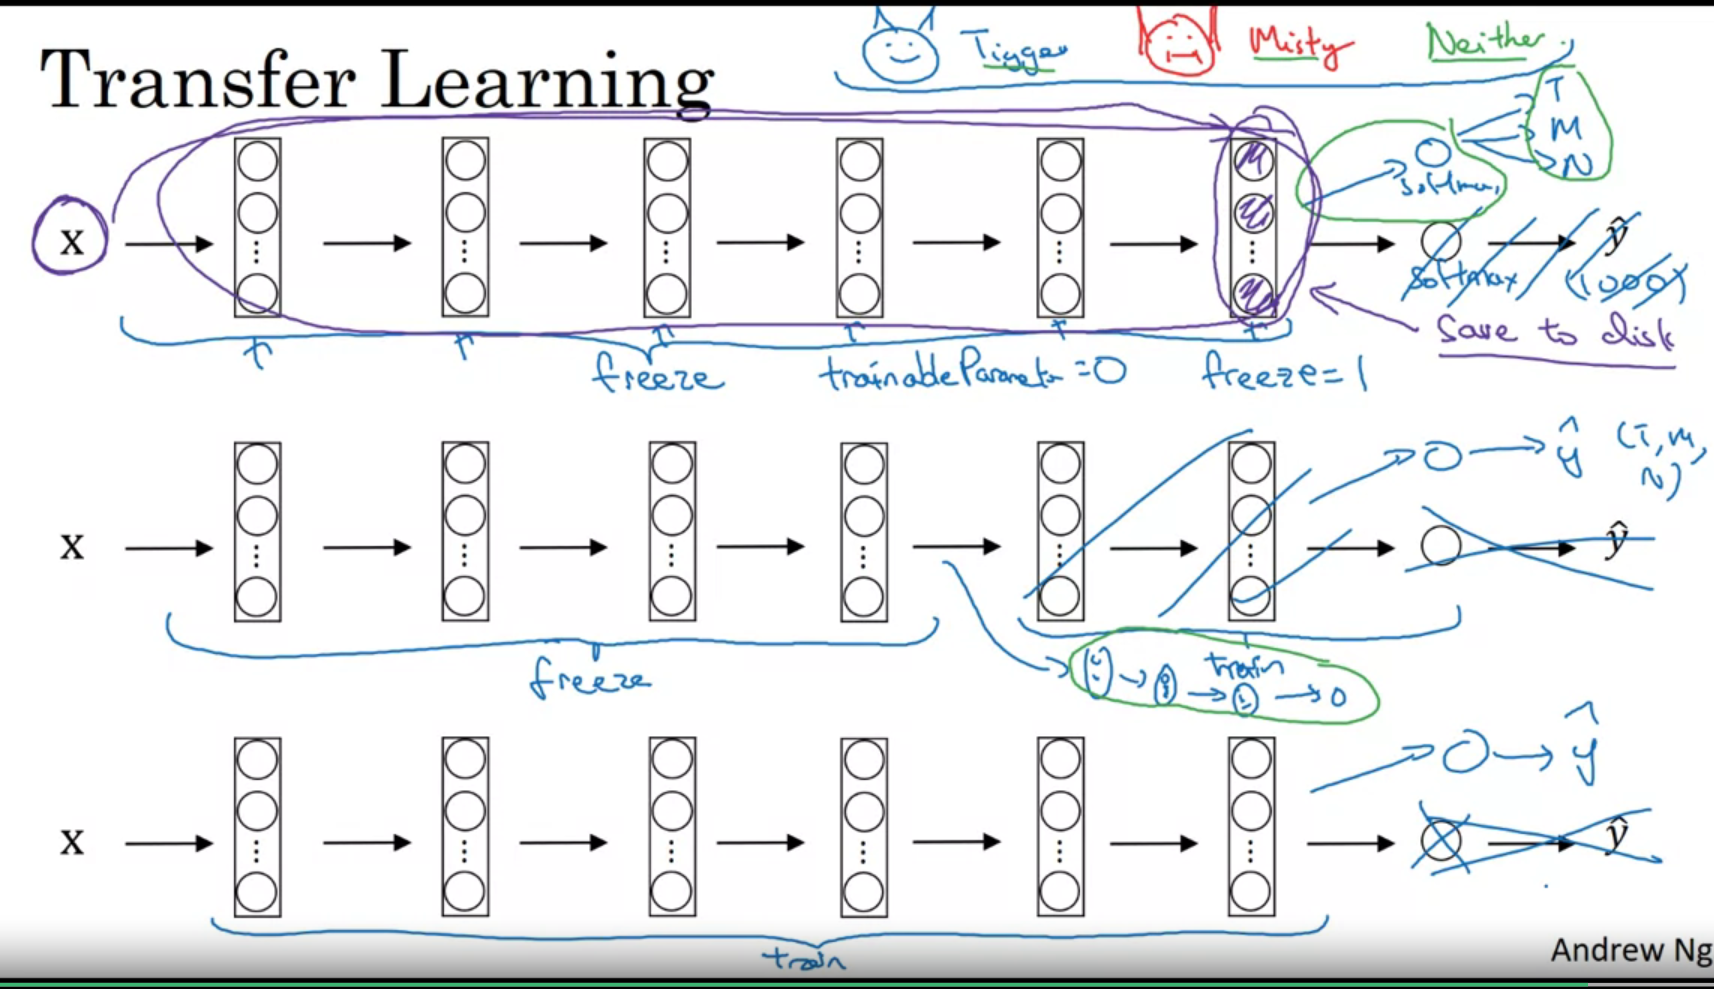 Transfer Learning
Tigger Misty Neither
T
M
N
softmax
x
softmax
ŷ
(1000)
Save to disk
freeze trainableParameter = 0 freeze = 1
ŷ (T, M,
N)
x
ŷ
freeze
train
ŷ
x
ŷ
train
Andrew Ng